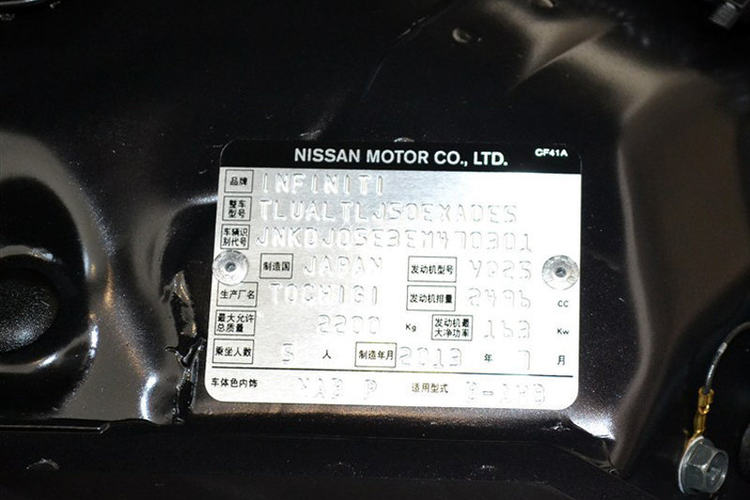 NISSAN MOTOR CO., LTD. CF41A
品牌 INFINITI
整车型号 TLUALTLJ50EXA0ES
车辆识别代号 JNKDJ05E3EM470301
制造国 JAPAN 发动机型号 VQ25
生产厂名 TOCHIGI 发动机排量 2496 CC
最大允许总质量 2200 Kg 发动机最大净功率 163 Kw
乘坐人数 5 人 制造年月 2013 年 7 月
车体色内饰 P 适用型式